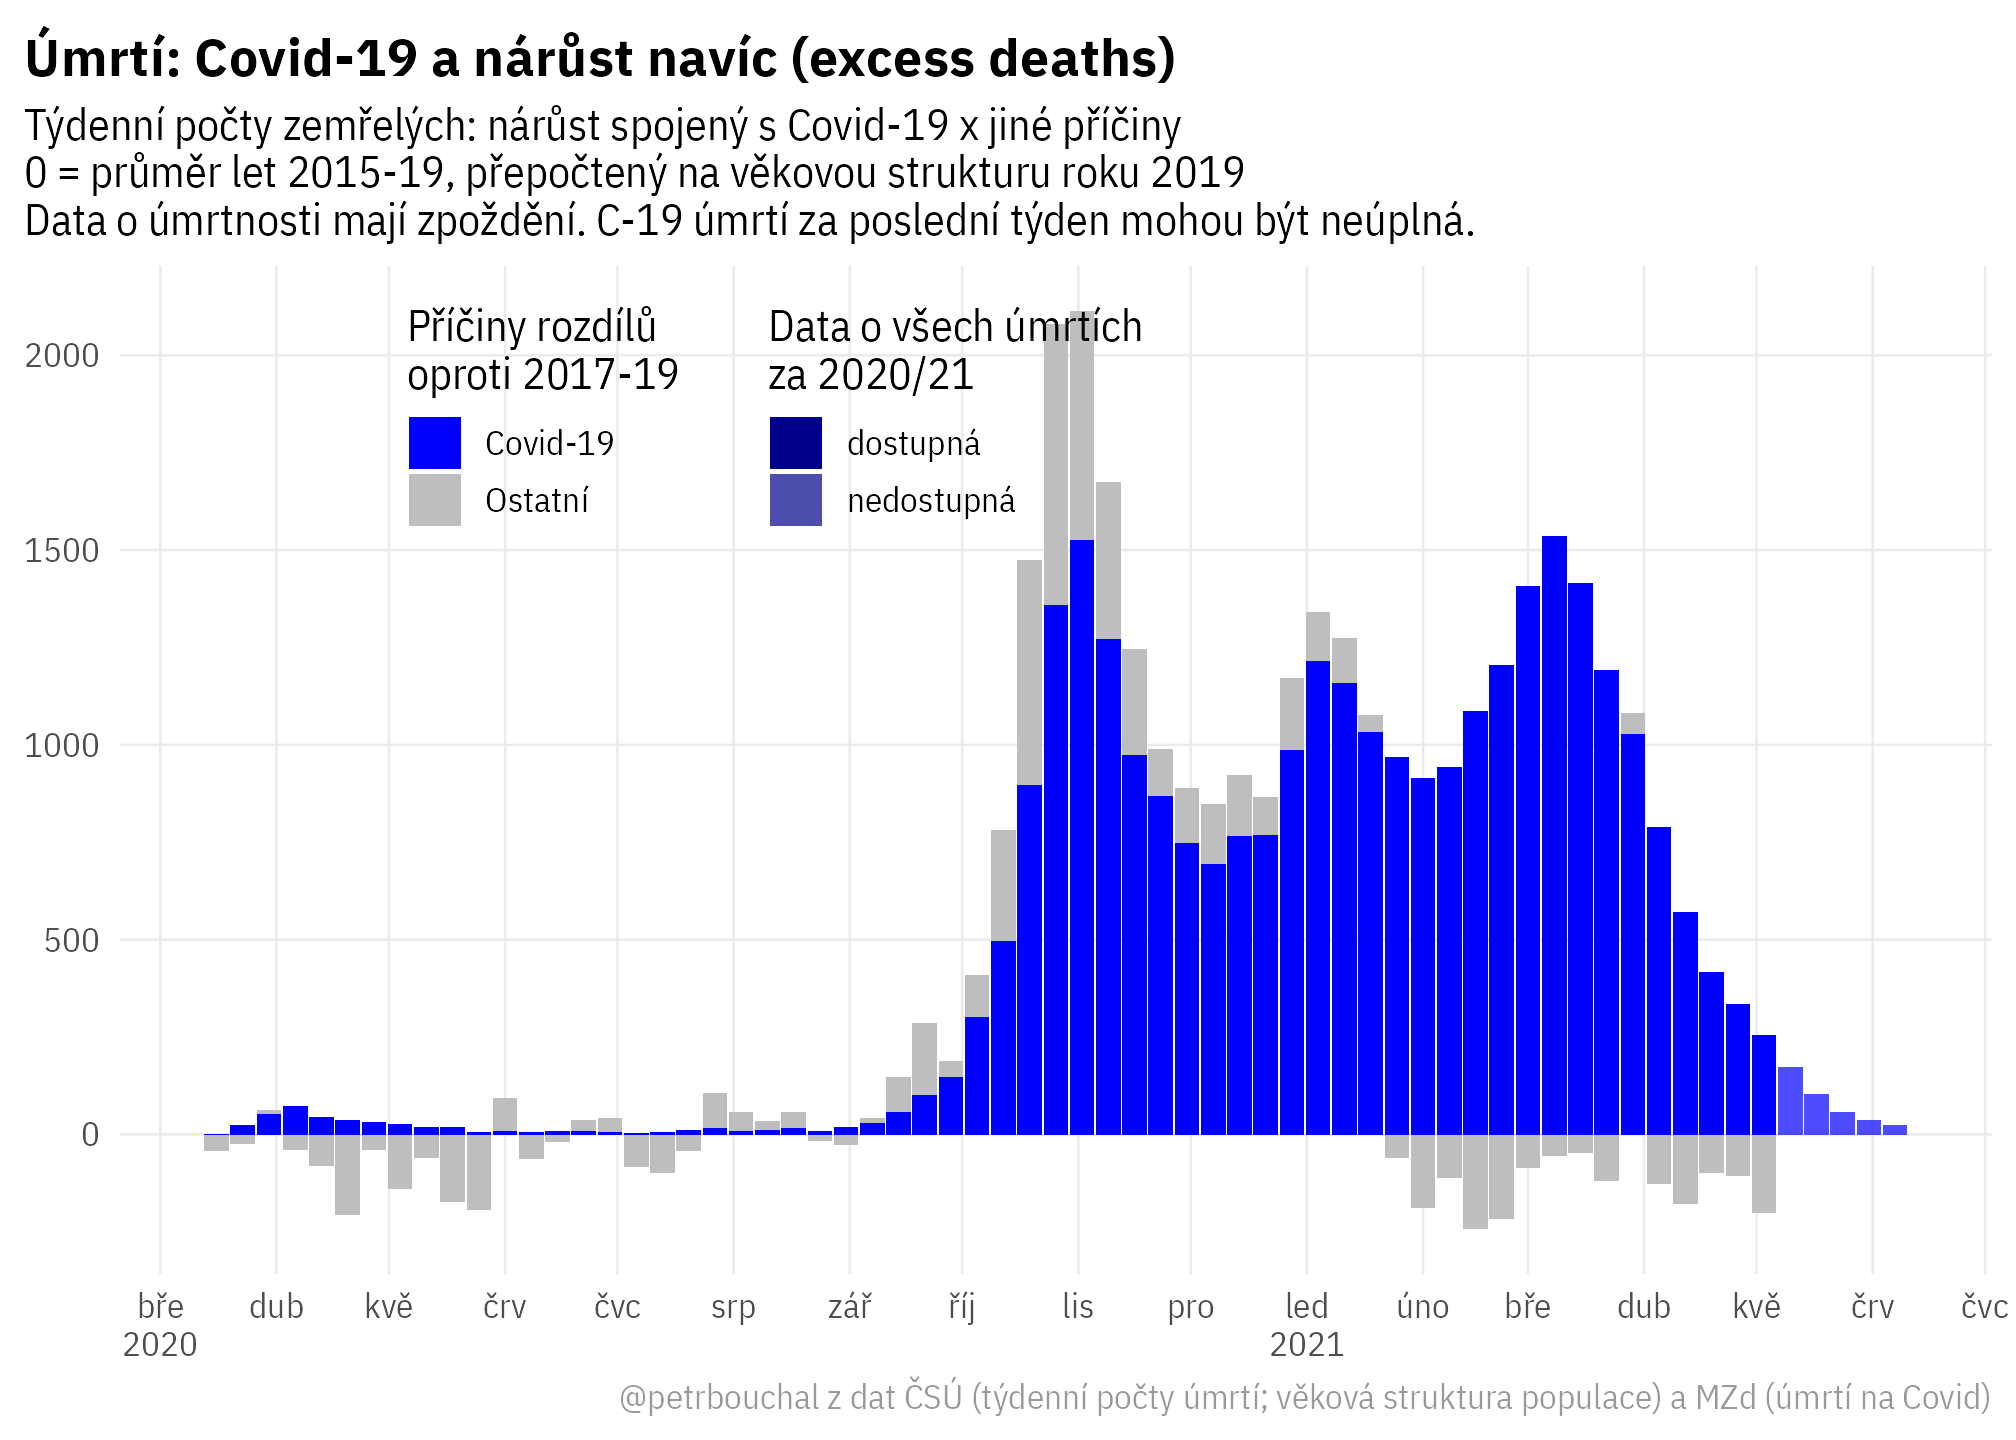 Úmrtí: Covid-19 a nárůst navíc (excess deaths)
Týdenní počty zemřelých: nárůst spojený s Covid-19 x jiné příčiny
0 = průměr let 2015-19, přepočtený na věkovou strukturu roku 2019
Data o úmrtnosti mají zpoždění. C-19 úmrtí za poslední týden mohou být neúplná.
Příčiny rozdílů
oproti 2017-19
Covid-19
Ostatní
Data o všech úmrtích
za 2020/21
dostupná
nedostupná
2000
1500
1000
500
0
bře dub kvě črv čvc srp zář říj lis pro led úno bře dub kvě črv čvc
2020 2021
@petrbouchal z dat ČSÚ (týdenní počty úmrtí; věková struktura populace) a MZd (úmrtí na Covid)